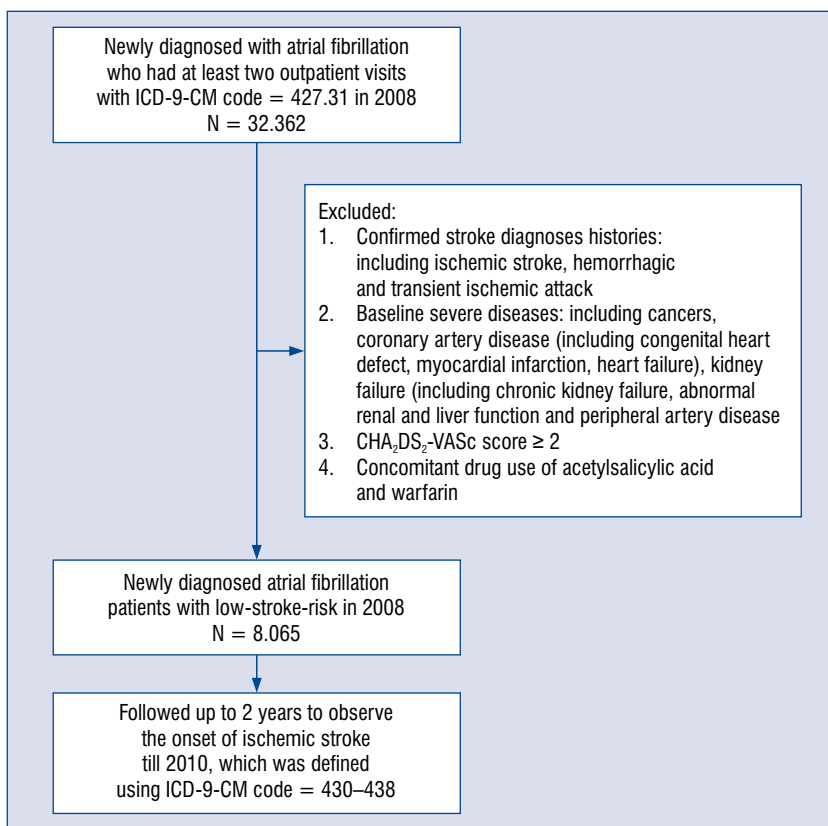 Newly diagnosed with atrial fibrillation
who had at least two outpatient visits
with ICD-9-CM code = 427.31 in 2008
N = 32.362
Excluded:
1. Confirmed stroke diagnoses histories:
including ischemic stroke, hemorrhagic
and transient ischemic attack
2. Baseline severe diseases: including cancers,
coronary artery disease (including congenital heart
defect, myocardial infarction, heart failure), kidney
failure (including chronic kidney failure, abnormal
renal and liver function and peripheral artery disease
3. CHA₂DS₂-VASc score ≥ 2
4. Concomitant drug use of acetylsalicylic acid
and warfarin
Newly diagnosed atrial fibrillation
patients with low-stroke-risk in 2008
N = 8.065
Followed up to 2 years to observe
the onset of ischemic stroke
till 2010, which was defined
using ICD-9-CM code = 430–438